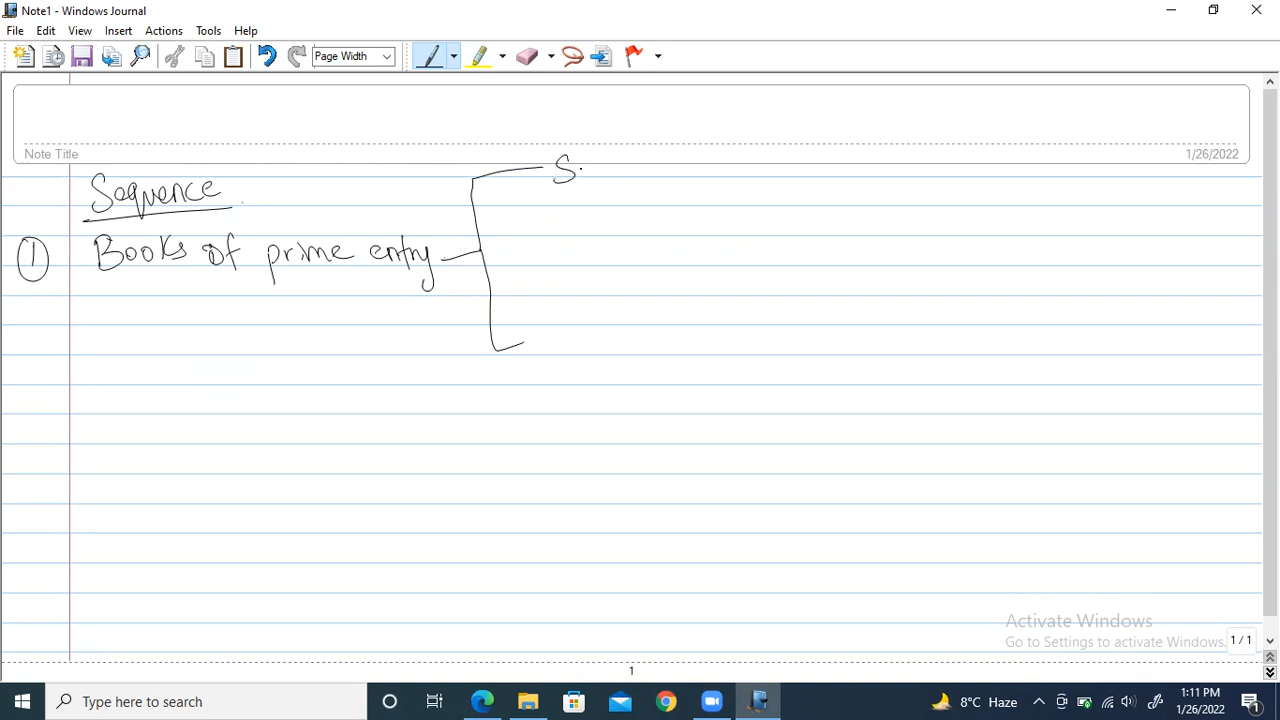 Note1 - Windows Journal
File Edit View Insert Actions Tools Help
Page Width
Note Title
1/26/2022
Sequence
S.
1 Books of prime entry
Activate Windows
Go to Settings to activate Windows.
1 / 1
1
Type here to search
8°C Haze
1:11 PM
1/26/2022
1